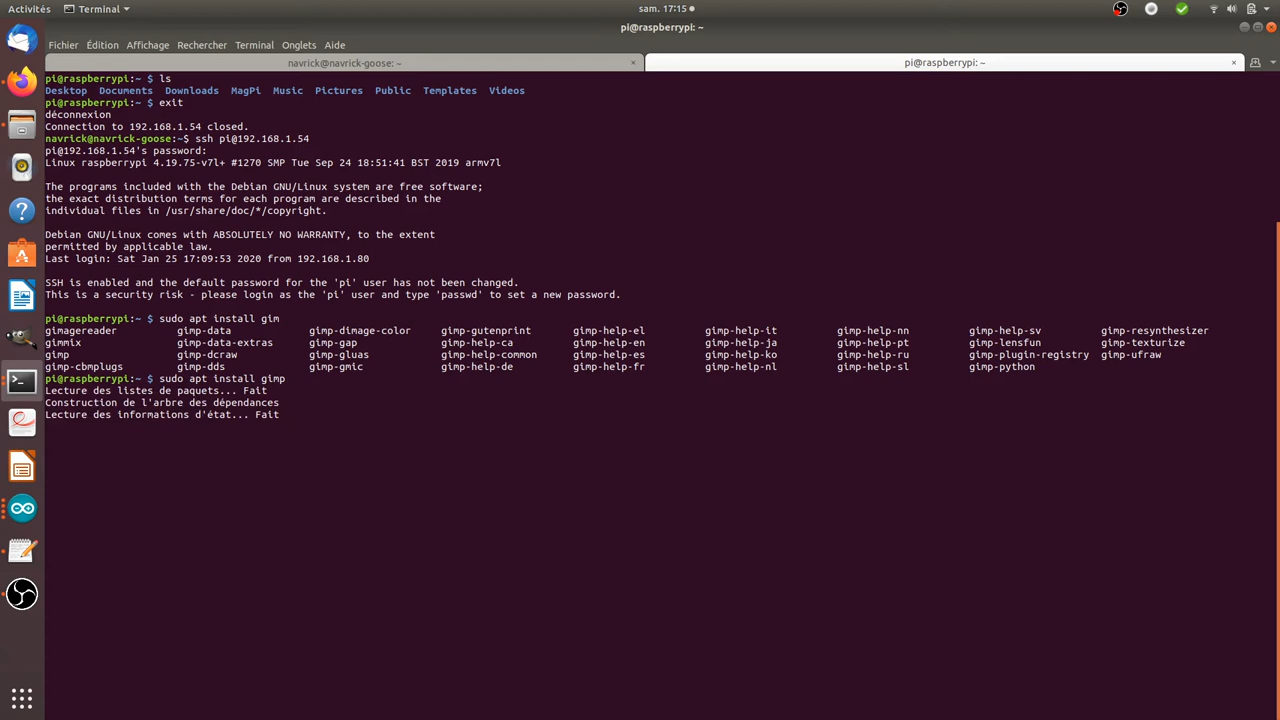 Activités Terminal sam. 17:15
pi@raspberrypi: ~
Fichier Édition Affichage Rechercher Terminal Onglets Aide
navrick@navrick-goose: ~ × pi@raspberrypi: ~ ×
pi@raspberrypi:~ $ ls
Desktop Documents Downloads MagPi Music Pictures Public Templates Videos
pi@raspberrypi:~ $ exit
déconnexion
Connection to 192.168.1.54 closed.
navrick@navrick-goose:~$ ssh pi@192.168.1.54
pi@192.168.1.54's password:
Linux raspberrypi 4.19.75-v7l+ #1270 SMP Tue Sep 24 18:51:41 BST 2019 armv7l
The programs included with the Debian GNU/Linux system are free software;
the exact distribution terms for each program are described in the
individual files in /usr/share/doc/*/copyright.
Debian GNU/Linux comes with ABSOLUTELY NO WARRANTY, to the extent
permitted by applicable law.
Last login: Sat Jan 25 17:09:53 2020 from 192.168.1.80
SSH is enabled and the default password for the 'pi' user has not been changed.
This is a security risk - please login as the 'pi' user and type 'passwd' to set a new password.
pi@raspberrypi:~ $ sudo apt install gim
gimagereader gimp-data gimp-dimage-color gimp-gutenprint gimp-help-el gimp-help-it gimp-help-nn gimp-help-sv gimp-resynthesizer
gimmix gimp-data-extras gimp-gap gimp-help-ca gimp-help-en gimp-help-ja gimp-help-pt gimp-lensfun gimp-texturize
gimp gimp-dcraw gimp-gluas gimp-help-common gimp-help-es gimp-help-ko gimp-help-ru gimp-plugin-registry gimp-ufraw
gimp-cbmplugs gimp-dds gimp-gmic gimp-help-de gimp-help-fr gimp-help-nl gimp-help-sl gimp-python
pi@raspberrypi:~ $ sudo apt install gimp
Lecture des listes de paquets... Fait
Construction de l'arbre des dépendances
Lecture des informations d'état... Fait